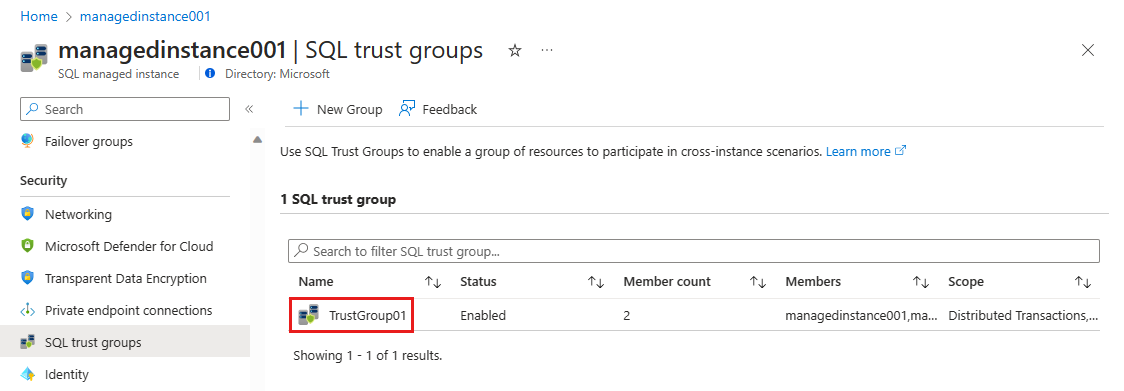 Home > managedinstance001
managedinstance001 | SQL trust groups ☆ ···
SQL managed instance Directory: Microsoft
Search
+ New Group Feedback
Failover groups
Use SQL Trust Groups to enable a group of resources to participate in cross-instance scenarios. Learn more
Security
1 SQL trust group
Networking
Microsoft Defender for Cloud
Search to filter SQL trust group...
Transparent Data Encryption
Name Status Member count Members Scope
Private endpoint connections
TrustGroup01 Enabled 2 managedinstance001,ma... Distributed Transactions,...
SQL trust groups
Showing 1 - 1 of 1 results.
Identity